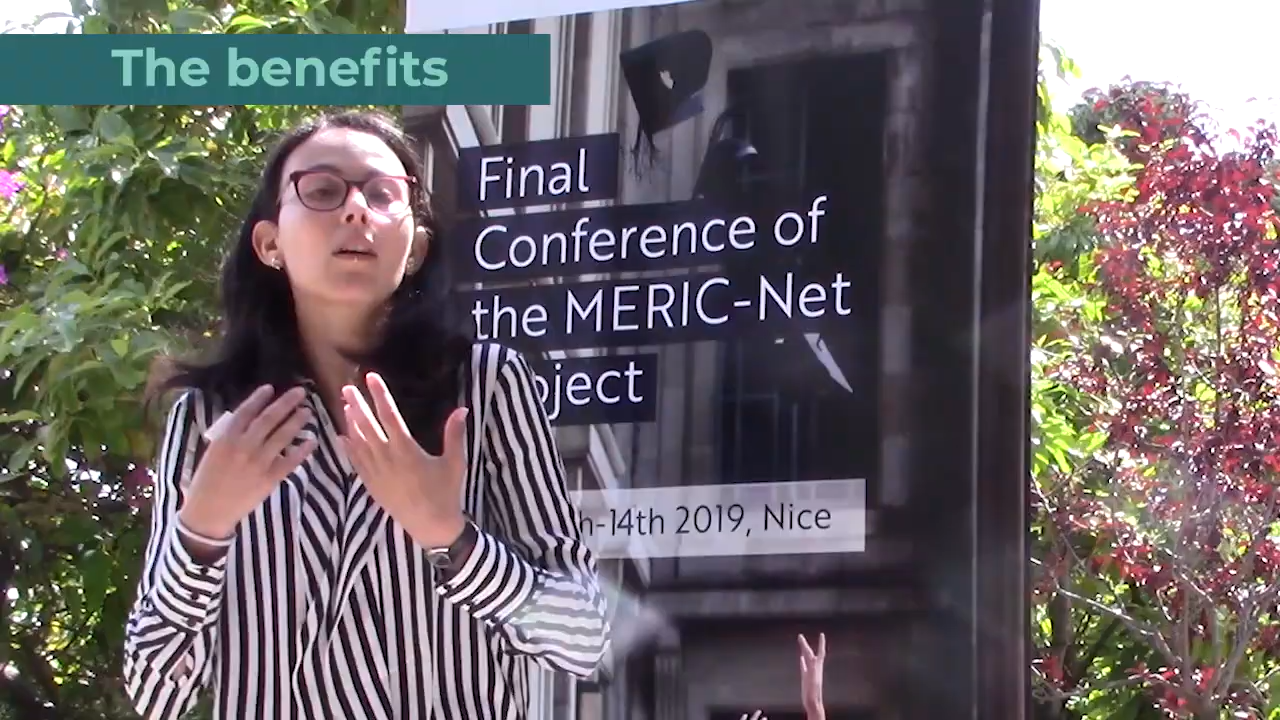 The benefits
Final
Conference of
the MERIC-Net
14th 2019, Nice